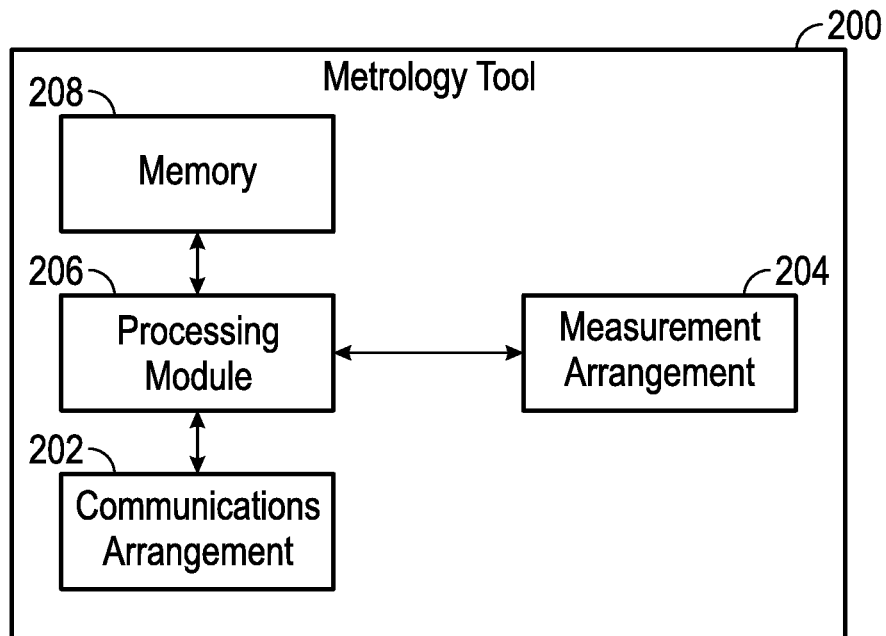 200
Metrology Tool
208
Memory
206
Processing
Module
204
Measurement
Arrangement
202
Communications
Arrangement